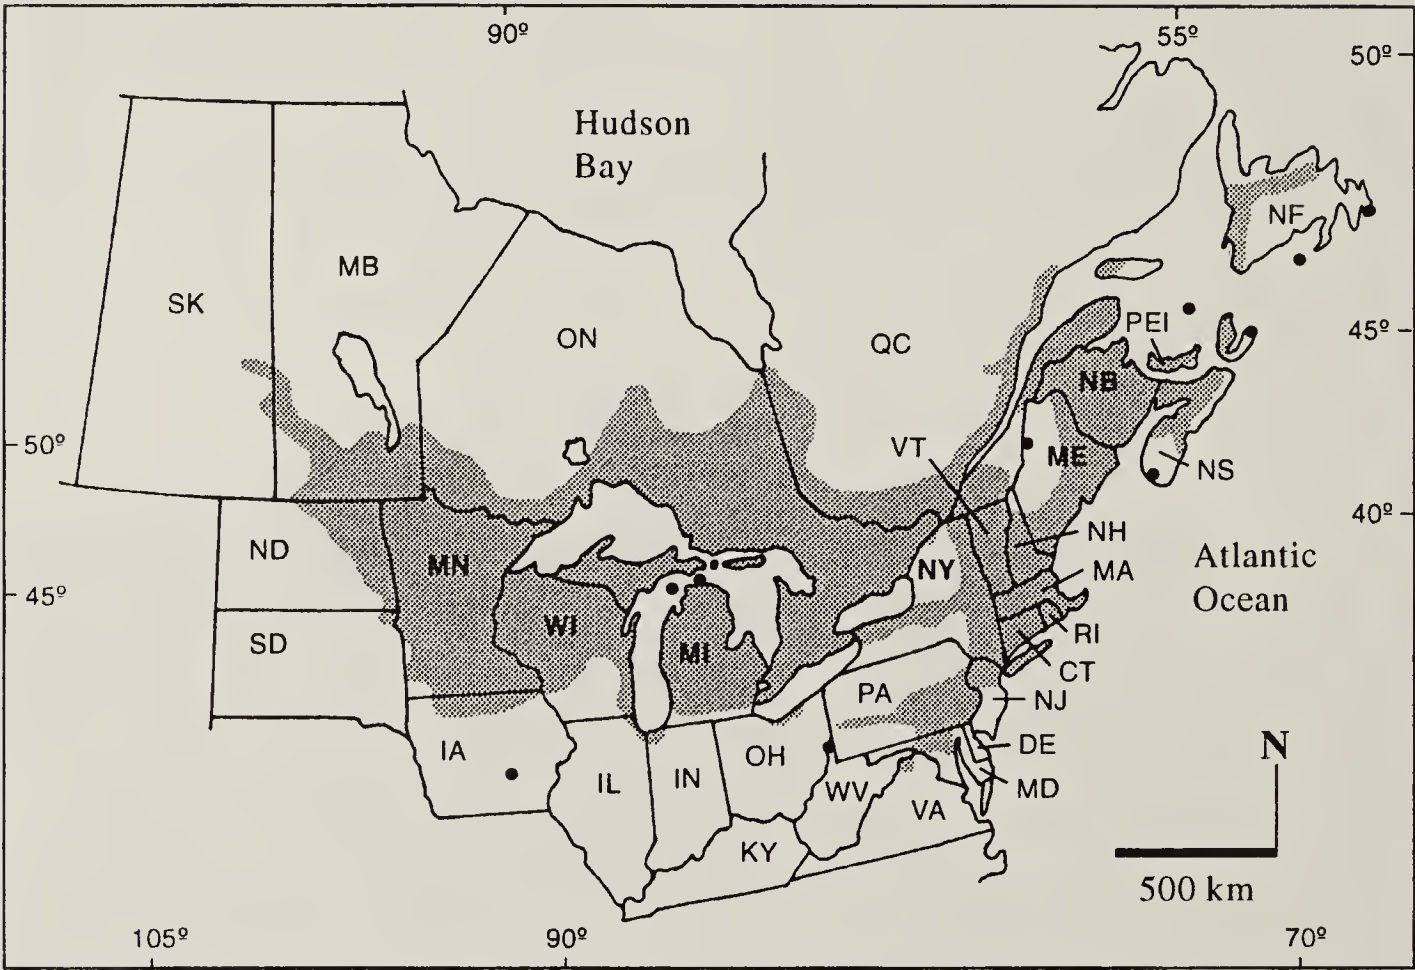 90º
55º
50º
Hudson
Bay
NF
MB
SK
ON
QC
PEI
45º
NB
50º
VT
ME
NS
40º
ND
MN
NY
NH
MA
Atlantic
Ocean
45º
SD
WI
MI
RI
CT
PA
NJ
IA
IL
IN
OH
WV
DE
MD
VA
KY
N
500 km
105º
90º
70º